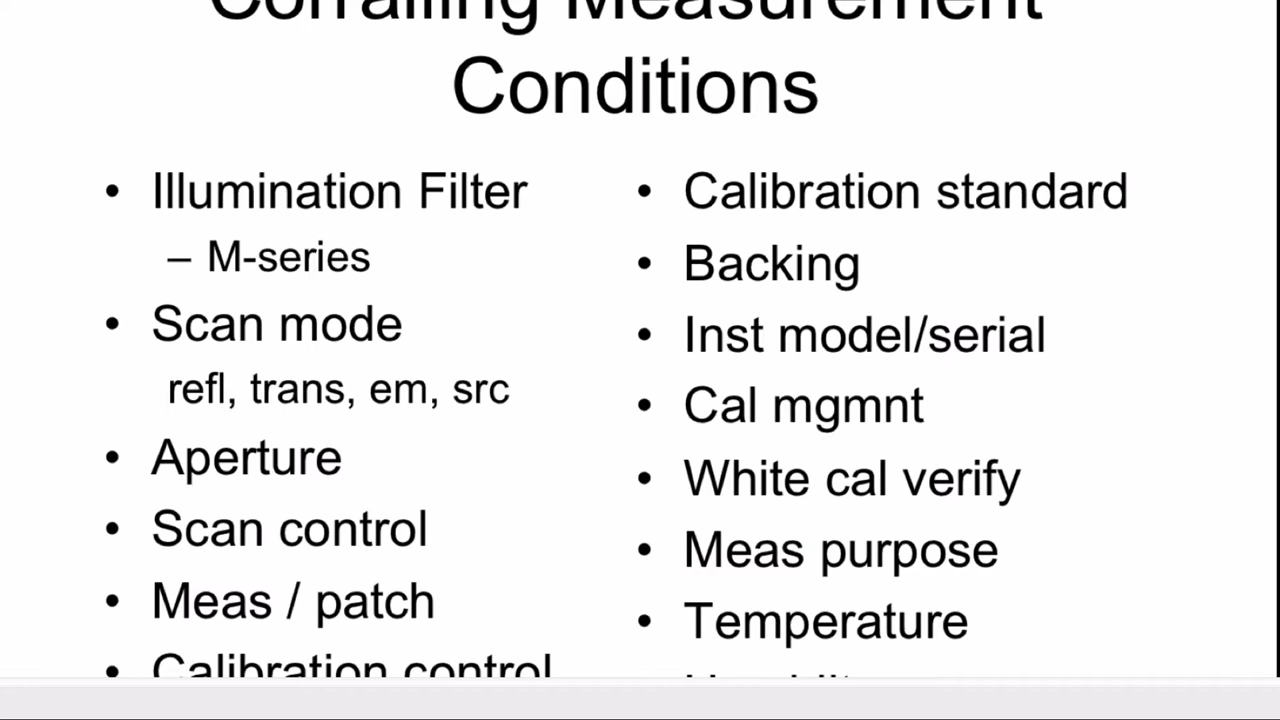 Corralling Measurement
Conditions
• Illumination Filter
– M-series
• Scan mode
refl, trans, em, src
• Aperture
• Scan control
• Meas / patch
• Calibration control
• Calibration standard
• Backing
• Inst model/serial
• Cal mgmnt
• White cal verify
• Meas purpose
• Temperature